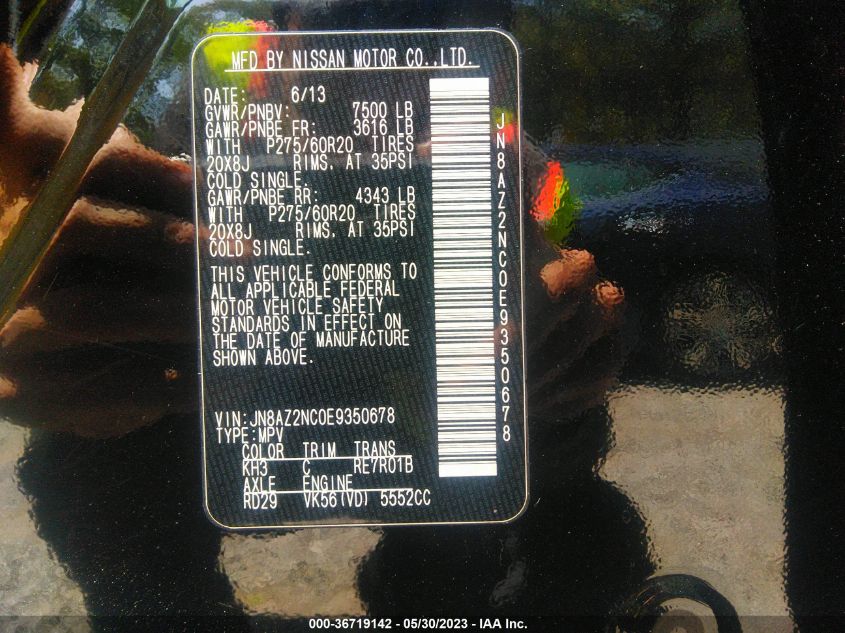 MFD BY NISSAN MOTOR CO.,LTD.
DATE: 6/13
GVWR/PNBV: 7500 LB
GAWR/PNBE FR: 3616 LB
WITH P275/60R20 TIRES
20X8J RIMS. AT 35PSI
COLD SINGLE.
GAWR/PNBE RR: 4343 LB
WITH P275/60R20 TIRES
20X8J RIMS. AT 35PSI
COLD SINGLE.
THIS VEHICLE CONFORMS TO
ALL APPLICABLE FEDERAL
MOTOR VEHICLE SAFETY
STANDARDS IN EFFECT ON
THE DATE OF MANUFACTURE
SHOWN ABOVE.
VIN:JN8AZ2NC0E9350678
TYPE:MPV
COLOR TRIM TRANS
KH3 C RE7R01B
AXLE ENGINE
RD29 VK56(VD) 5552CC
JN8AZ2NC0E9350678
000-36719142 - 05/30/2023 - IAA Inc.